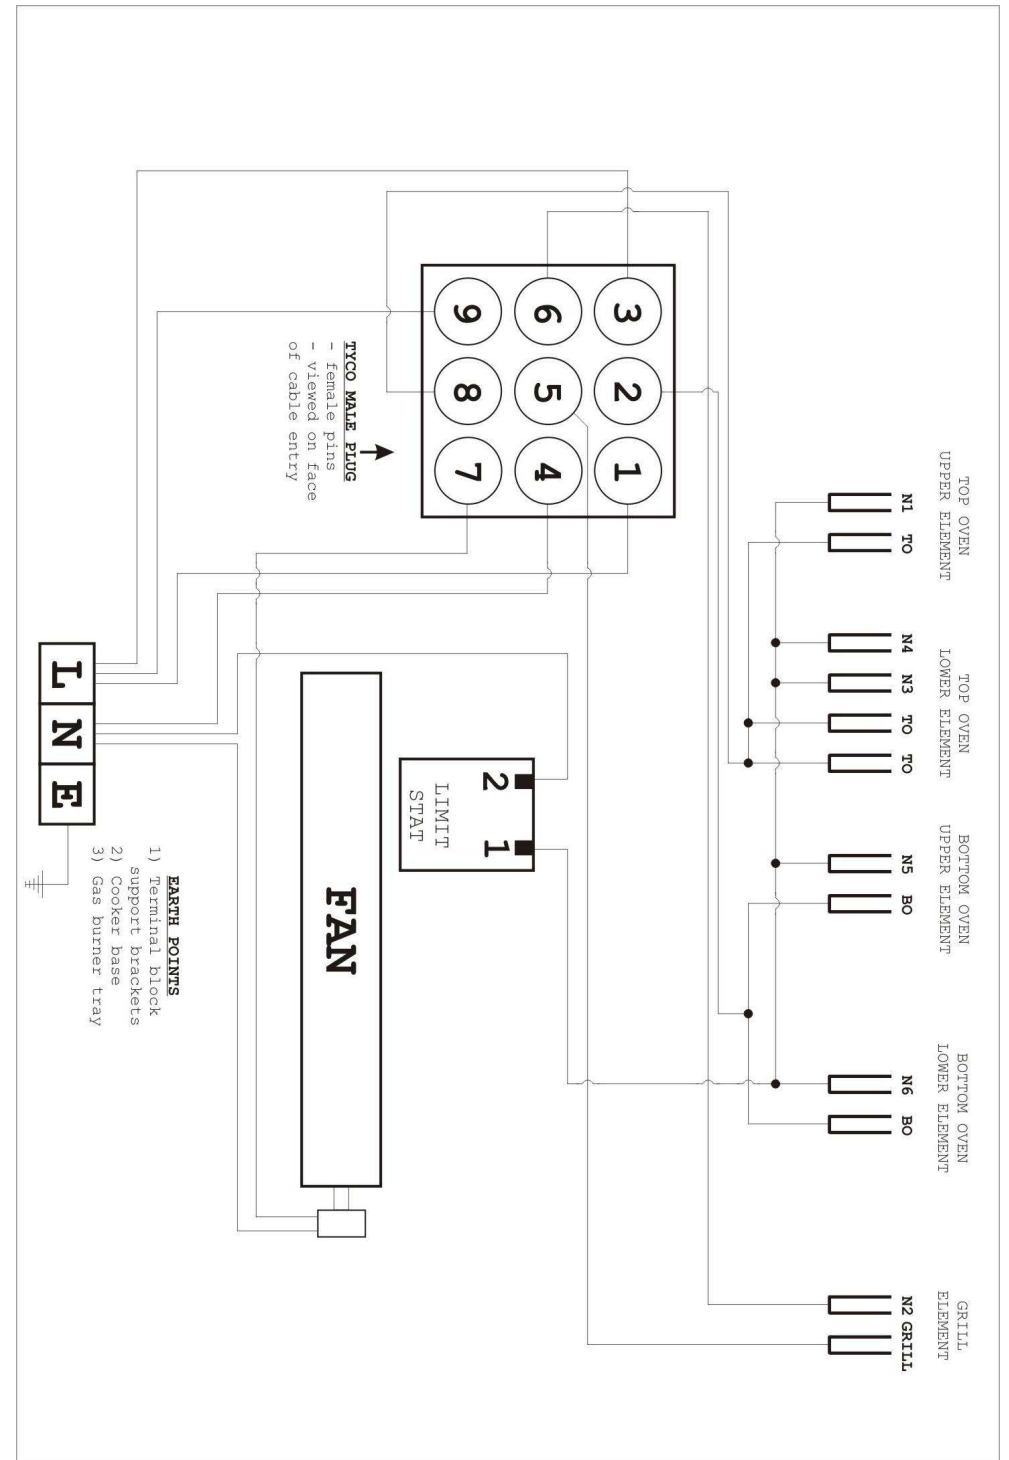 TOP OVEN
UPPER ELEMENT
TOP OVEN
LOWER ELEMENT
BOTTOM OVEN
UPPER ELEMENT
BOTTOM OVEN
LOWER ELEMENT
GRILL
ELEMENT
N1 TO
N4 N3 TO TO
N5 BO
N6 BO
N2 GRILL
3 2 1
6 5 4
9 8 7
TYCO MALE PLUG
- female pins
- viewed on face
of cable entry
2 1
LIMIT
STAT
FAN
L N E
EARTH POINTS
1) Terminal block
support brackets
2) Cooker base
3) Gas burner tray